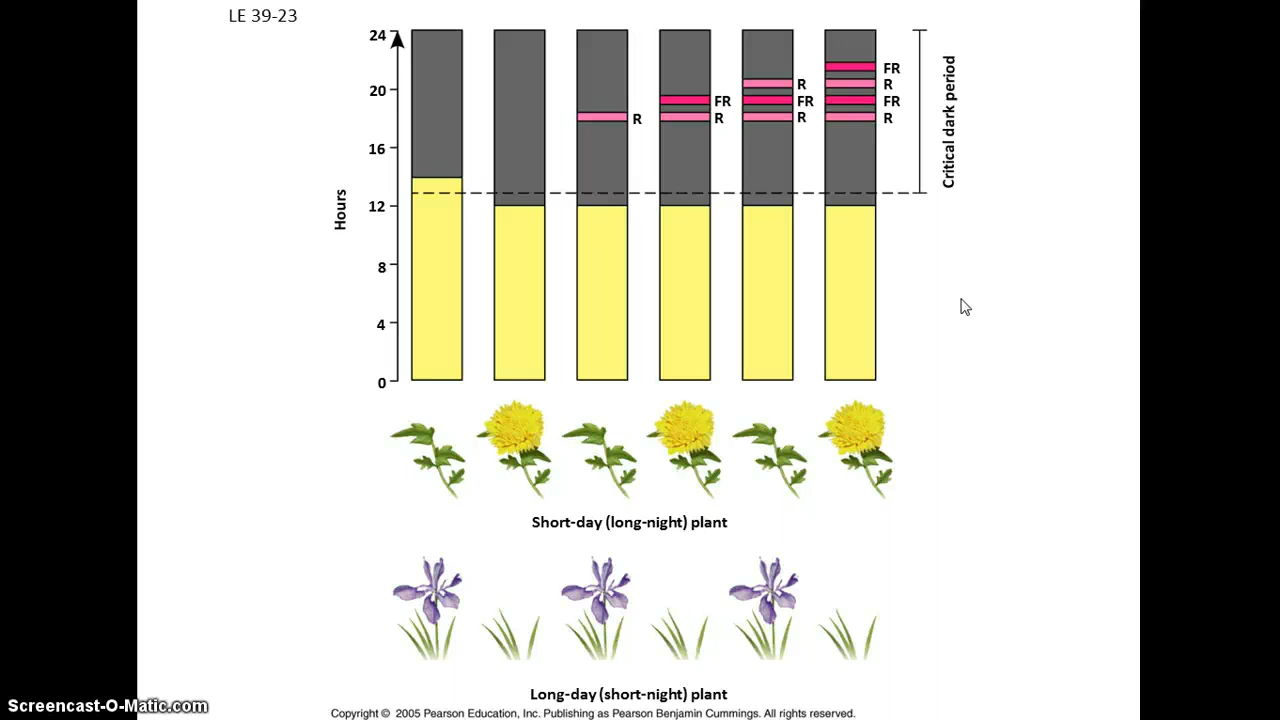 LE 39-23
24
20
16
12
8
4
0
Hours
R
FR
R
R
FR
R
FR
R
FR
R
Critical dark period
Short-day (long-night) plant
Long-day (short-night) plant
Screencast-O-Matic.com
Copyright © 2005 Pearson Education, Inc. Publishing as Pearson Benjamin Cummings. All rights reserved.